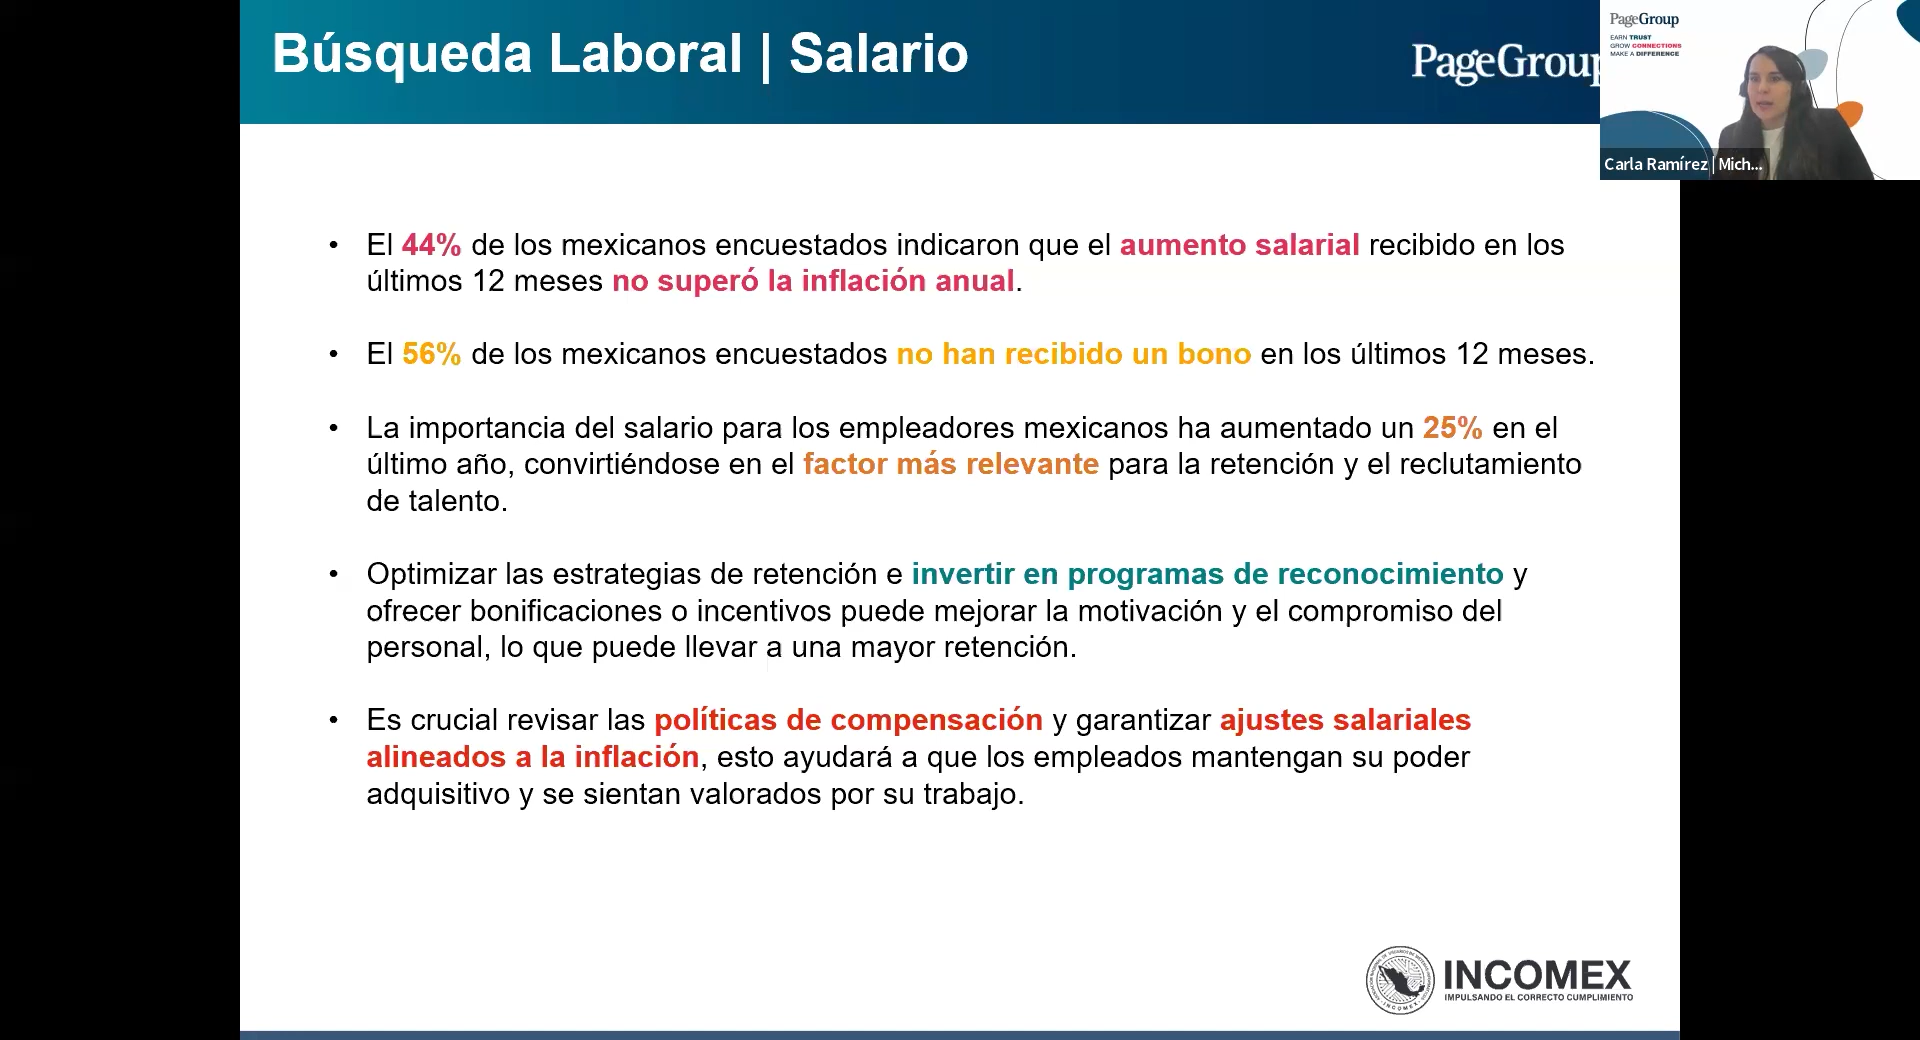 Búsqueda Laboral | Salario
PageGroup
PageGroup
EARN TRUST
GROW CONNECTIONS
MAKE A DIFFERENCE
Carla Ramírez | Mich...
• El 44% de los mexicanos encuestados indicaron que el aumento salarial recibido en los
últimos 12 meses no superó la inflación anual.
• El 56% de los mexicanos encuestados no han recibido un bono en los últimos 12 meses.
• La importancia del salario para los empleadores mexicanos ha aumentado un 25% en el
último año, convirtiéndose en el factor más relevante para la retención y el reclutamiento
de talento.
• Optimizar las estrategias de retención e invertir en programas de reconocimiento y
ofrecer bonificaciones o incentivos puede mejorar la motivación y el compromiso del
personal, lo que puede llevar a una mayor retención.
• Es crucial revisar las políticas de compensación y garantizar ajustes salariales
alineados a la inflación, esto ayudará a que los empleados mantengan su poder
adquisitivo y se sientan valorados por su trabajo.
INCOMEX
IMPULSANDO EL CORRECTO CUMPLIMIENTO